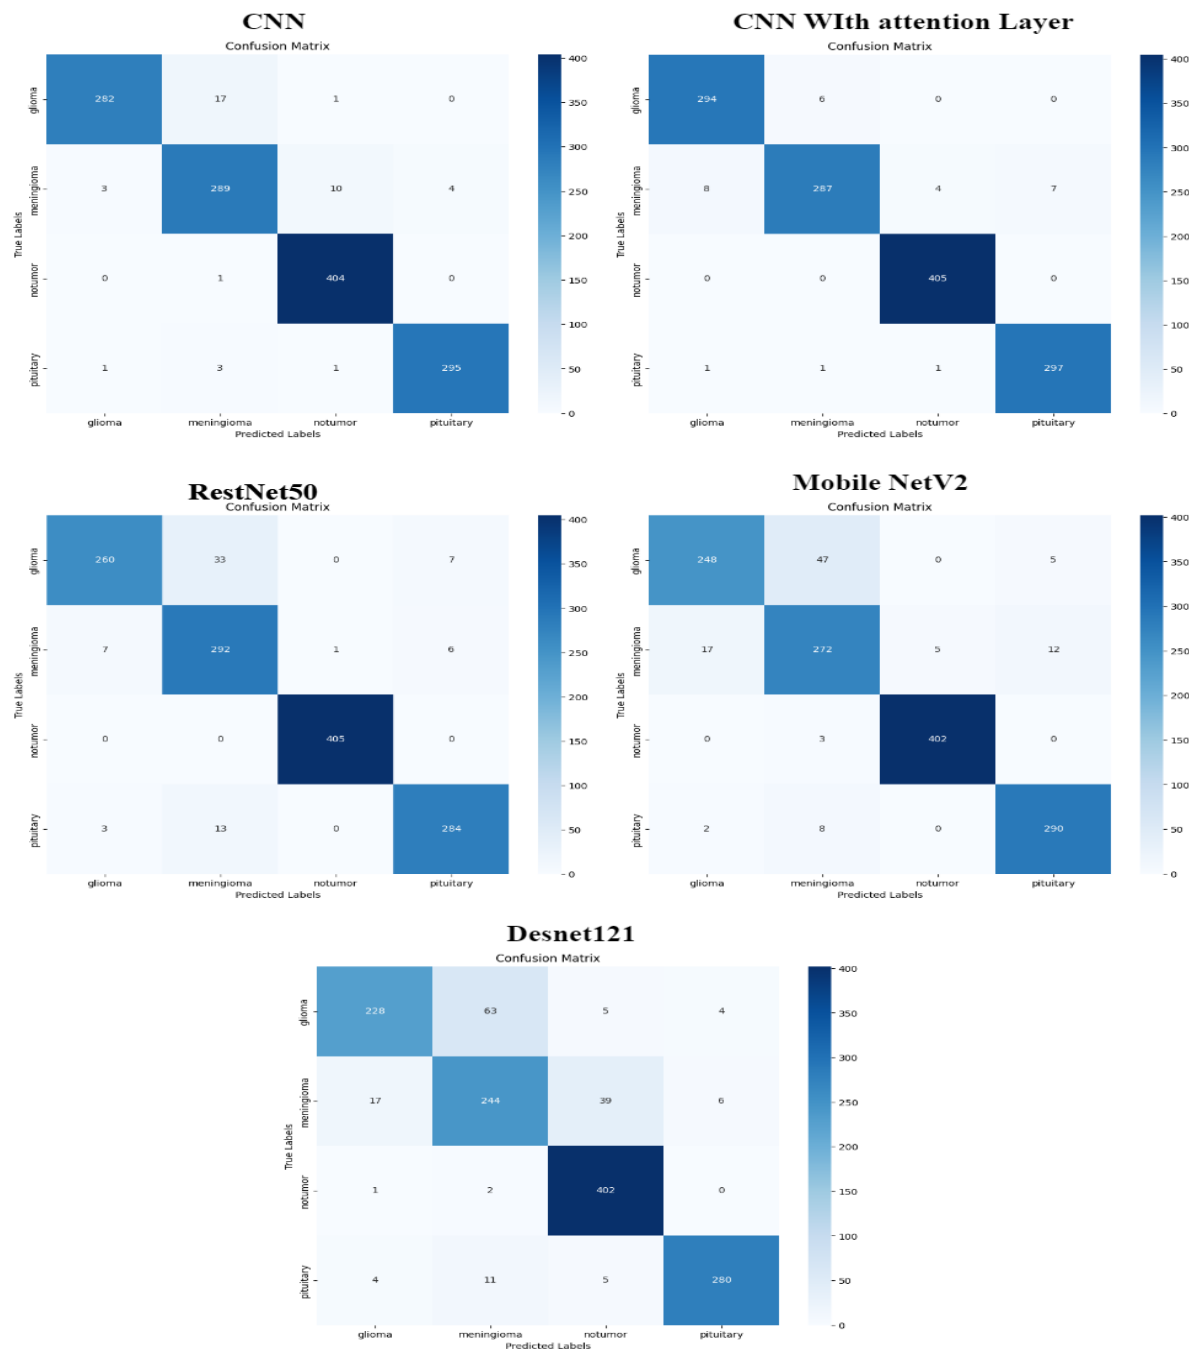 CNN
Confusion Matrix
glioma 282 17 1 0
meningioma 3 289 10 4
notumor 0 1 404 0
pituitary 1 3 1 295
True Labels
glioma meningioma notumor pituitary
Predicted Labels
400
350
300
250
200
150
100
50
0
CNN WIth attention Layer
Confusion Matrix
glioma 294 6 0 0
meningioma 8 287 4 7
notumor 0 0 405 0
pituitary 1 1 1 297
True Labels
glioma meningioma notumor pituitary
Predicted Labels
400
350
300
250
200
150
100
50
0
RestNet50
Confusion Matrix
glioma 260 33 0 7
meningioma 7 292 1 6
notumor 0 0 405 0
pituitary 3 13 0 284
True Labels
glioma meningioma notumor pituitary
Predicted Labels
400
350
300
250
200
150
100
50
0
Mobile NetV2
Confusion Matrix
glioma 248 47 0 5
meningioma 17 272 5 12
notumor 0 3 402 0
pituitary 2 8 0 290
True Labels
glioma meningioma notumor pituitary
Predicted Labels
400
350
300
250
200
150
100
50
0
Desnet121
Confusion Matrix
glioma 228 63 5 4
meningioma 17 244 39 6
notumor 1 2 402 0
pituitary 4 11 5 280
True Labels
glioma meningioma notumor pituitary
Predicted Labels
400
350
300
250
200
150
100
50
0